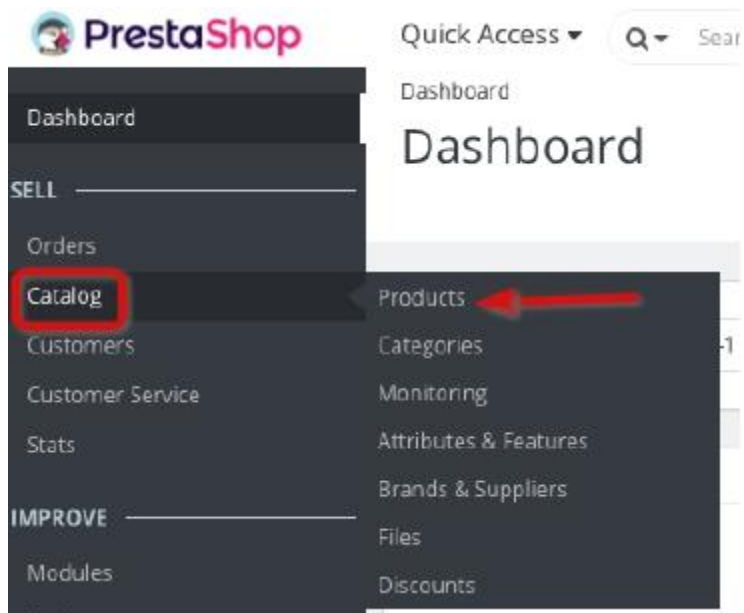 PrestaShop
Quick Access
Dashboard
Dashboard
Dashboard
SELL
Orders
Catalog
Customers
Customer Service
Stats
IMPROVE
Modules
Products
Categories
-1
Monitoring
Attributes & Features
Brands & Suppliers
Files
Discounts